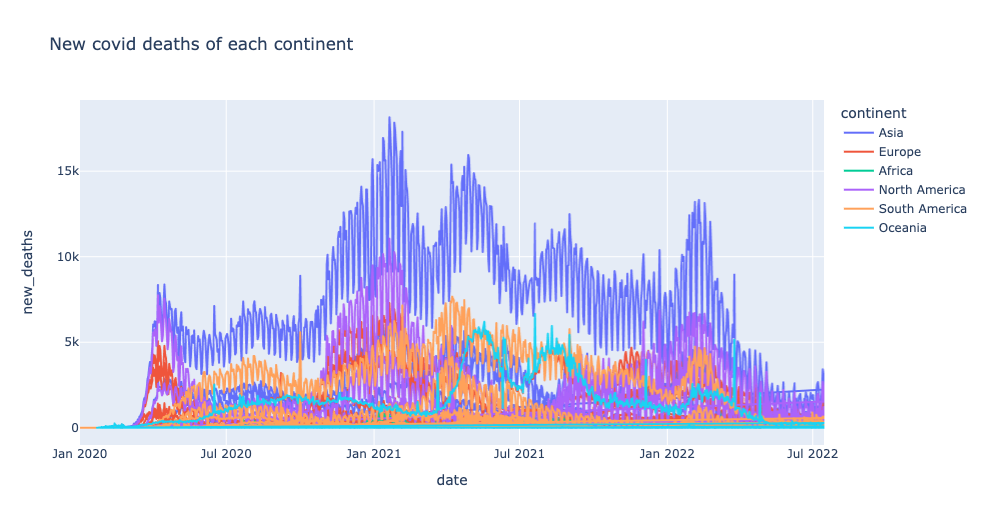 New covid deaths of each continent
continent
Asia
Europe
Africa
North America
South America
Oceania
15k
10k
5k
0
new_deaths
Jan 2020
Jul 2020
Jan 2021
Jul 2021
Jan 2022
Jul 2022
date